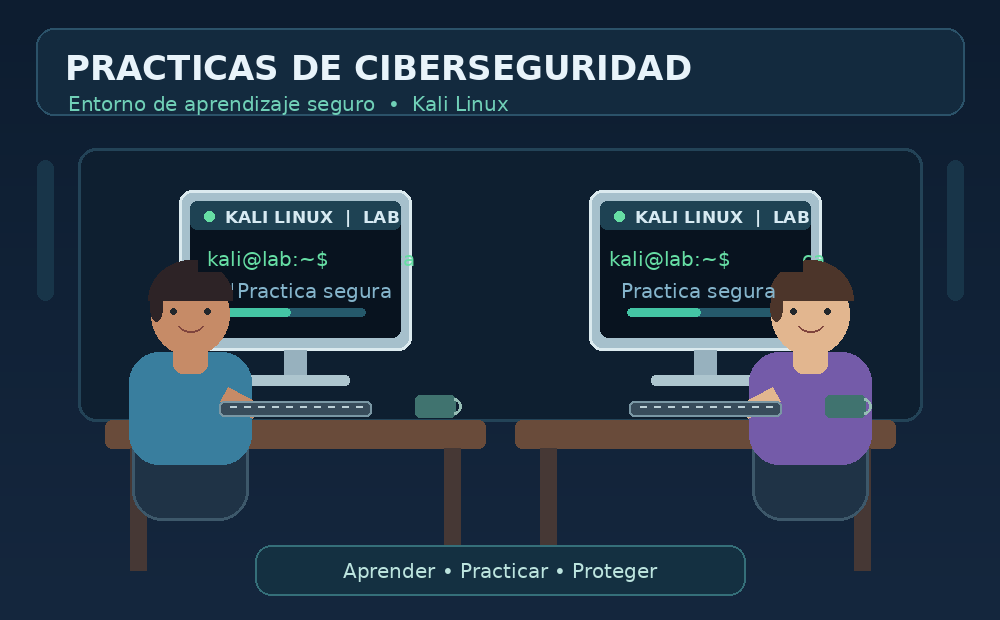 PRACTICAS DE CIBERSEGURIDAD
Entorno de aprendizaje seguro • Kali Linux
KALI LINUX | LAB
kali@lab:~$
Practica segura
KALI LINUX | LAB
kali@lab:~$
Practica segura
Aprender • Practicar • Proteger